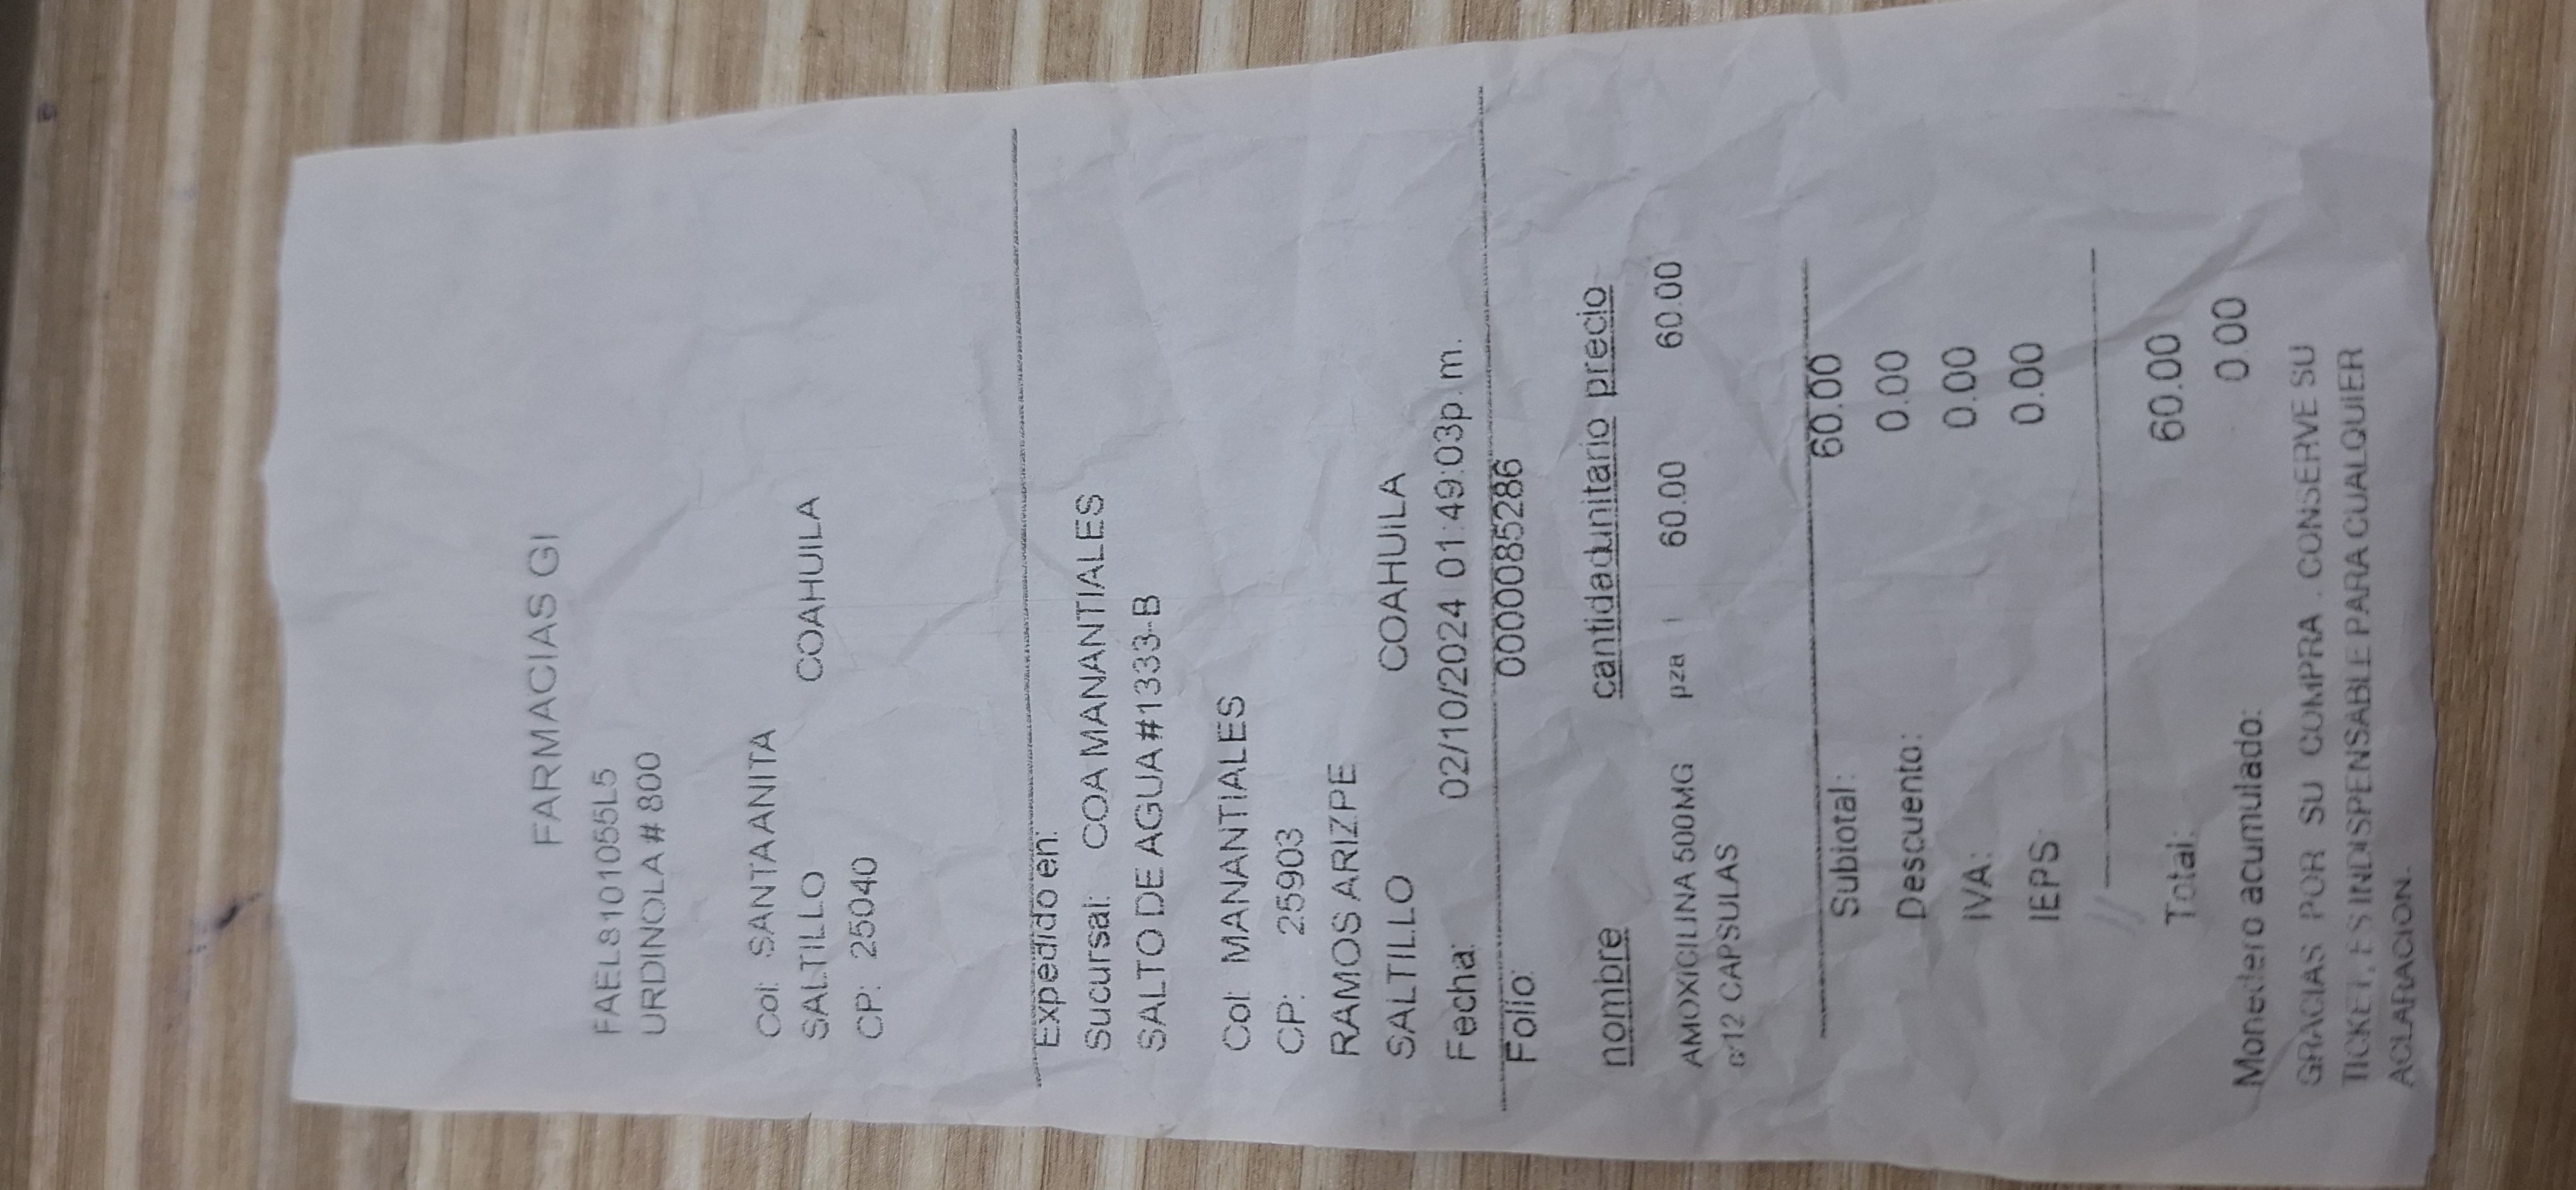 FARMACIAS GI
FAEL8101055L5
URDINOLA # 800
Col: SANTA ANITA
SALTILLO COAHUILA
CP: 25040
Expedido en:
Sucursal: COA MANANTIALES
SALTO DE AGUA #1333-B
Col: MANANTIALES
CP: 25903
RAMOS ARIZPE
SALTILLO COAHUILA
Fecha: 02/10/2024 01:49:03p.m.
Folio: 0000085286
nombre cantidad unitario precio
AMOXICILINA 500MG pza 1 60.00 60.00
c/12 CAPSULAS
Subtotal: 60.00
Descuento: 0.00
IVA: 0.00
IEPS: 0.00
Total: 60.00
Monedero acumulado: 0.00
GRACIAS POR SU COMPRA . CONSERVE SU
TICKET, ES INDISPENSABLE PARA CUALQUIER
ACLARACION.